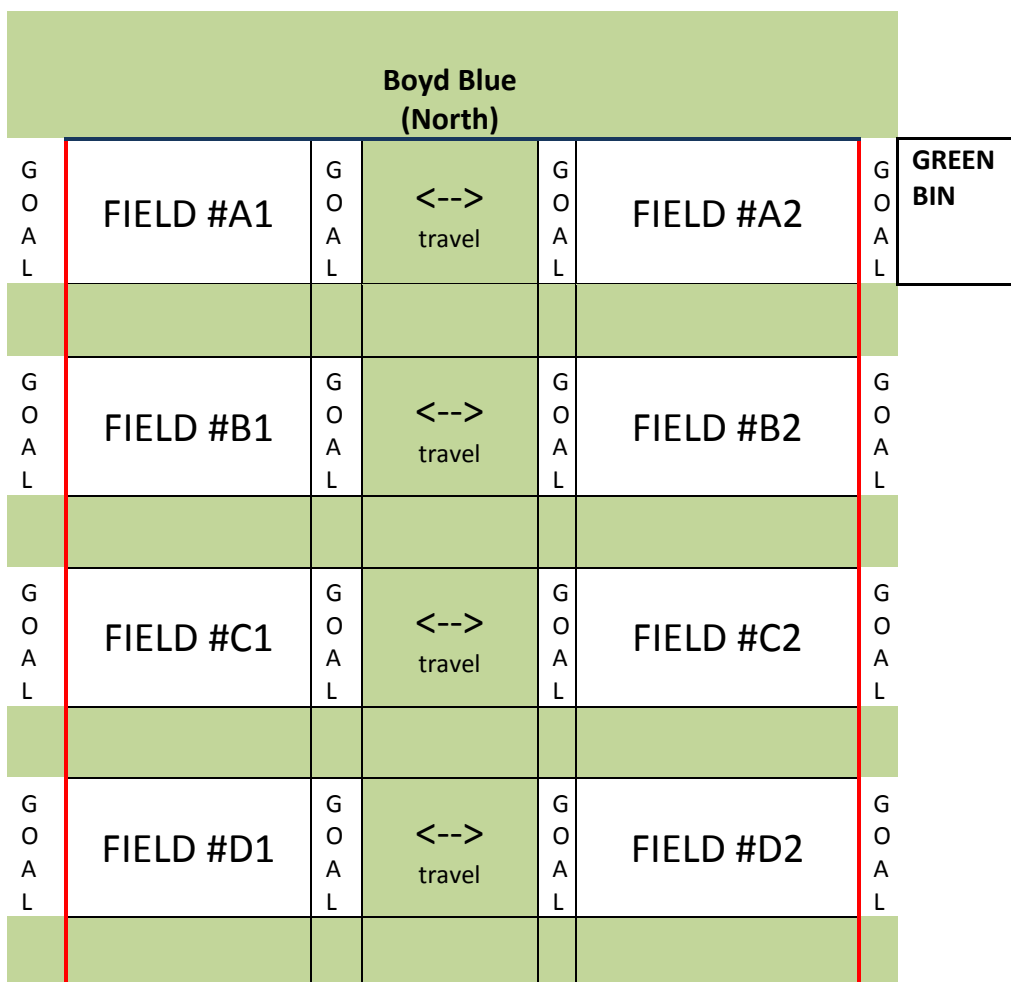 Boyd Blue
(North)
G
O
A
L
FIELD #A1
G
O
A
L
<-->
travel
G
O
A
L
FIELD #A2
G
O
A
L
GREEN
BIN
G
O
A
L
FIELD #B1
G
O
A
L
<-->
travel
G
O
A
L
FIELD #B2
G
O
A
L
G
O
A
L
FIELD #C1
G
O
A
L
<-->
travel
G
O
A
L
FIELD #C2
G
O
A
L
G
O
A
L
FIELD #D1
G
O
A
L
<-->
travel
G
O
A
L
FIELD #D2
G
O
A
L